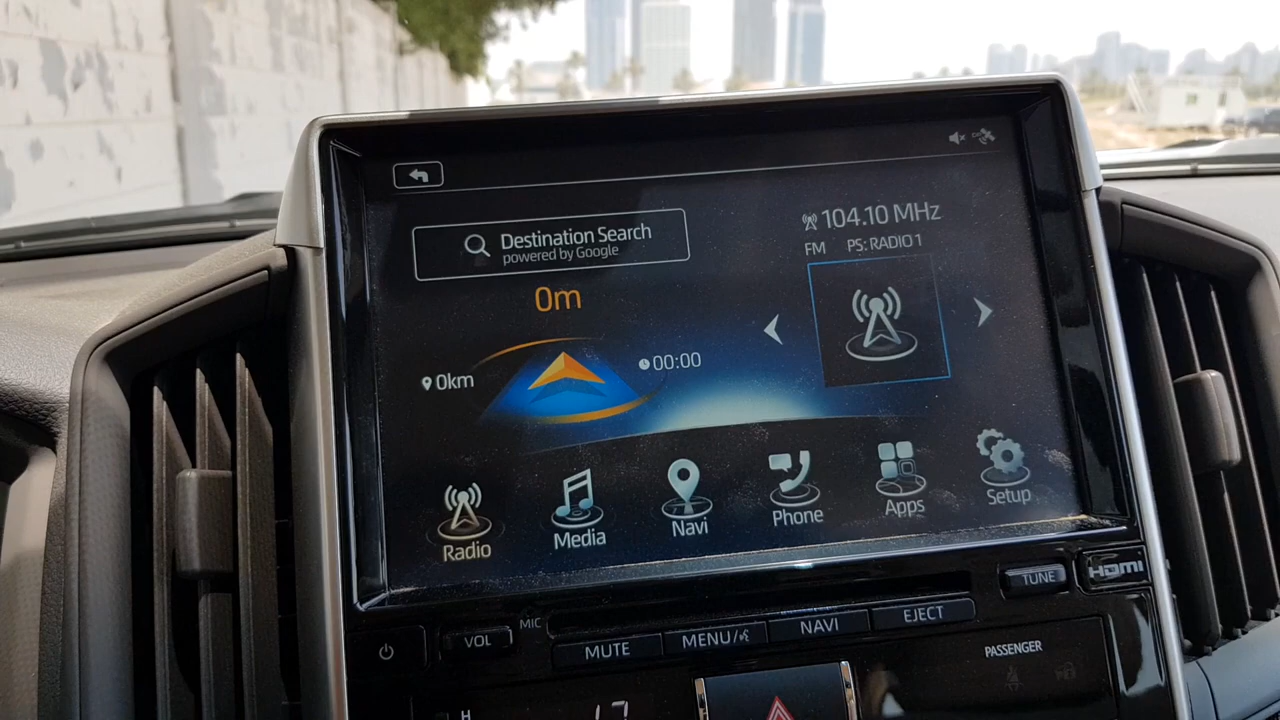 Destination Search
powered by Google
0m
0km
00:00
104.10 MHz
FM PS: RADIO 1
Radio
Media
Navi
Phone
Apps
Setup
VOL
MIC
MUTE
MENU/
NAVI
EJECT
TUNE
HDMI
PASSENGER
H
17